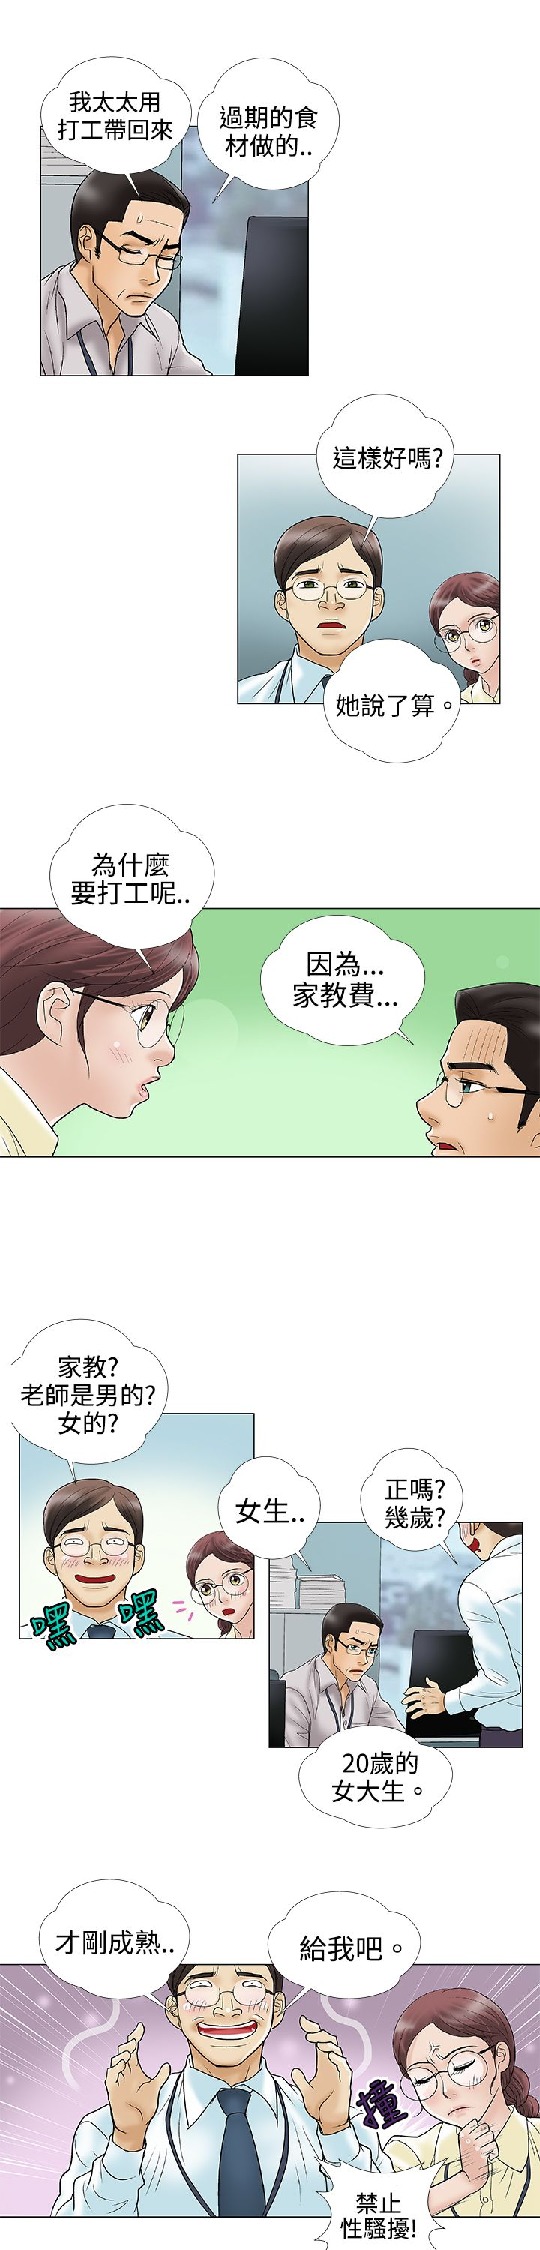 我太太用
打工帶回來
過期的食
材做的..
這樣好嗎?
她說了算。
為什麼
要打工呢..
因為...
家教費...
家教?
老師是男的?
女的?
嘿 嘿
女生..
正嗎?
幾歲?
20歲的
女大生。
才剛成熟..
給我吧。
撞
禁止
性騷擾!